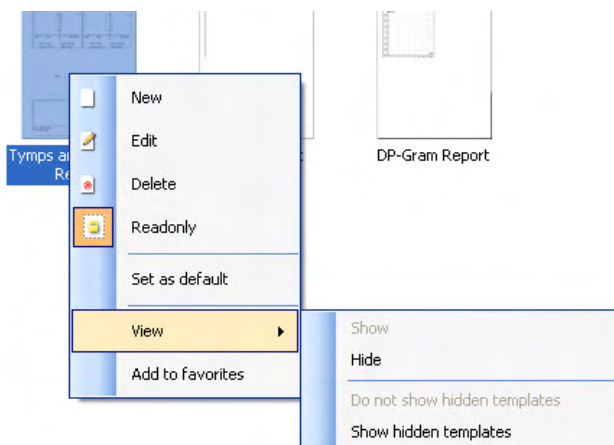 Tymps a
Re
DP-Gram Report
New
Edit
Delete
Readonly
Set as default
View
Add to favorites
Show
Hide
Do not show hidden templates
Show hidden templates